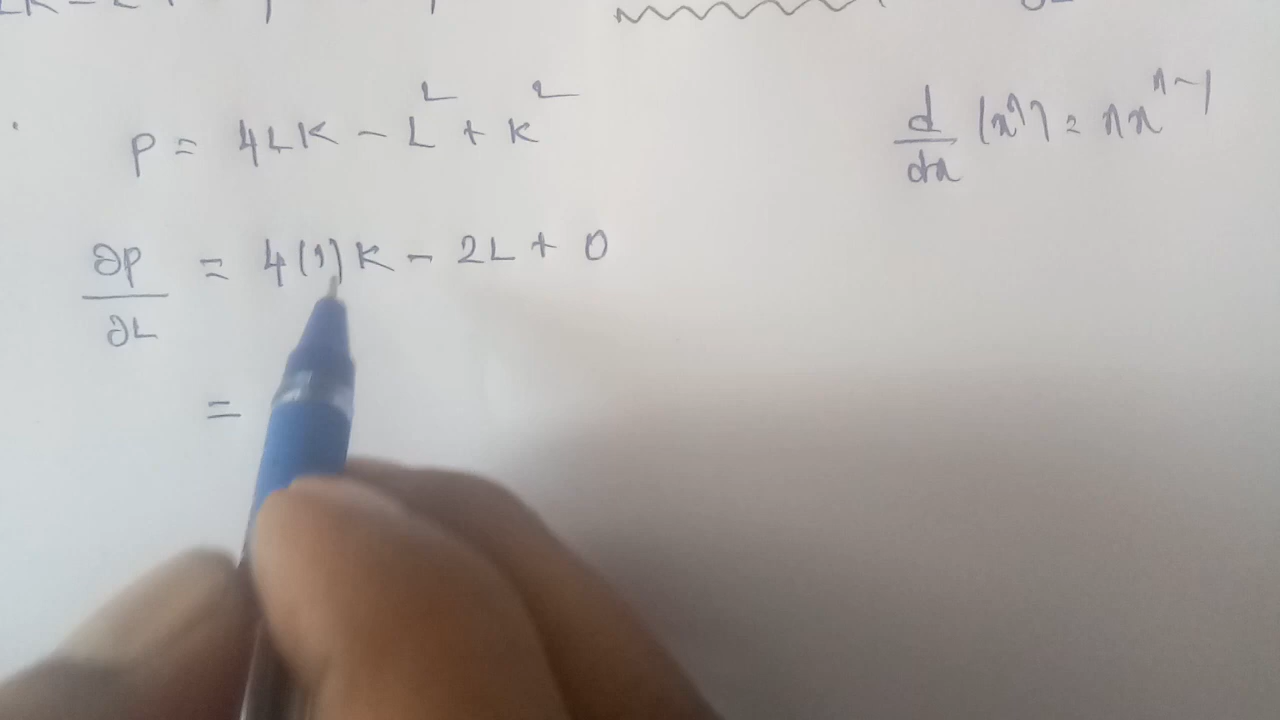 P = 4LK - L² + K²
d/dx (xⁿ) = nxⁿ⁻¹
∂P/∂L = 4(1)K - 2L + 0
=